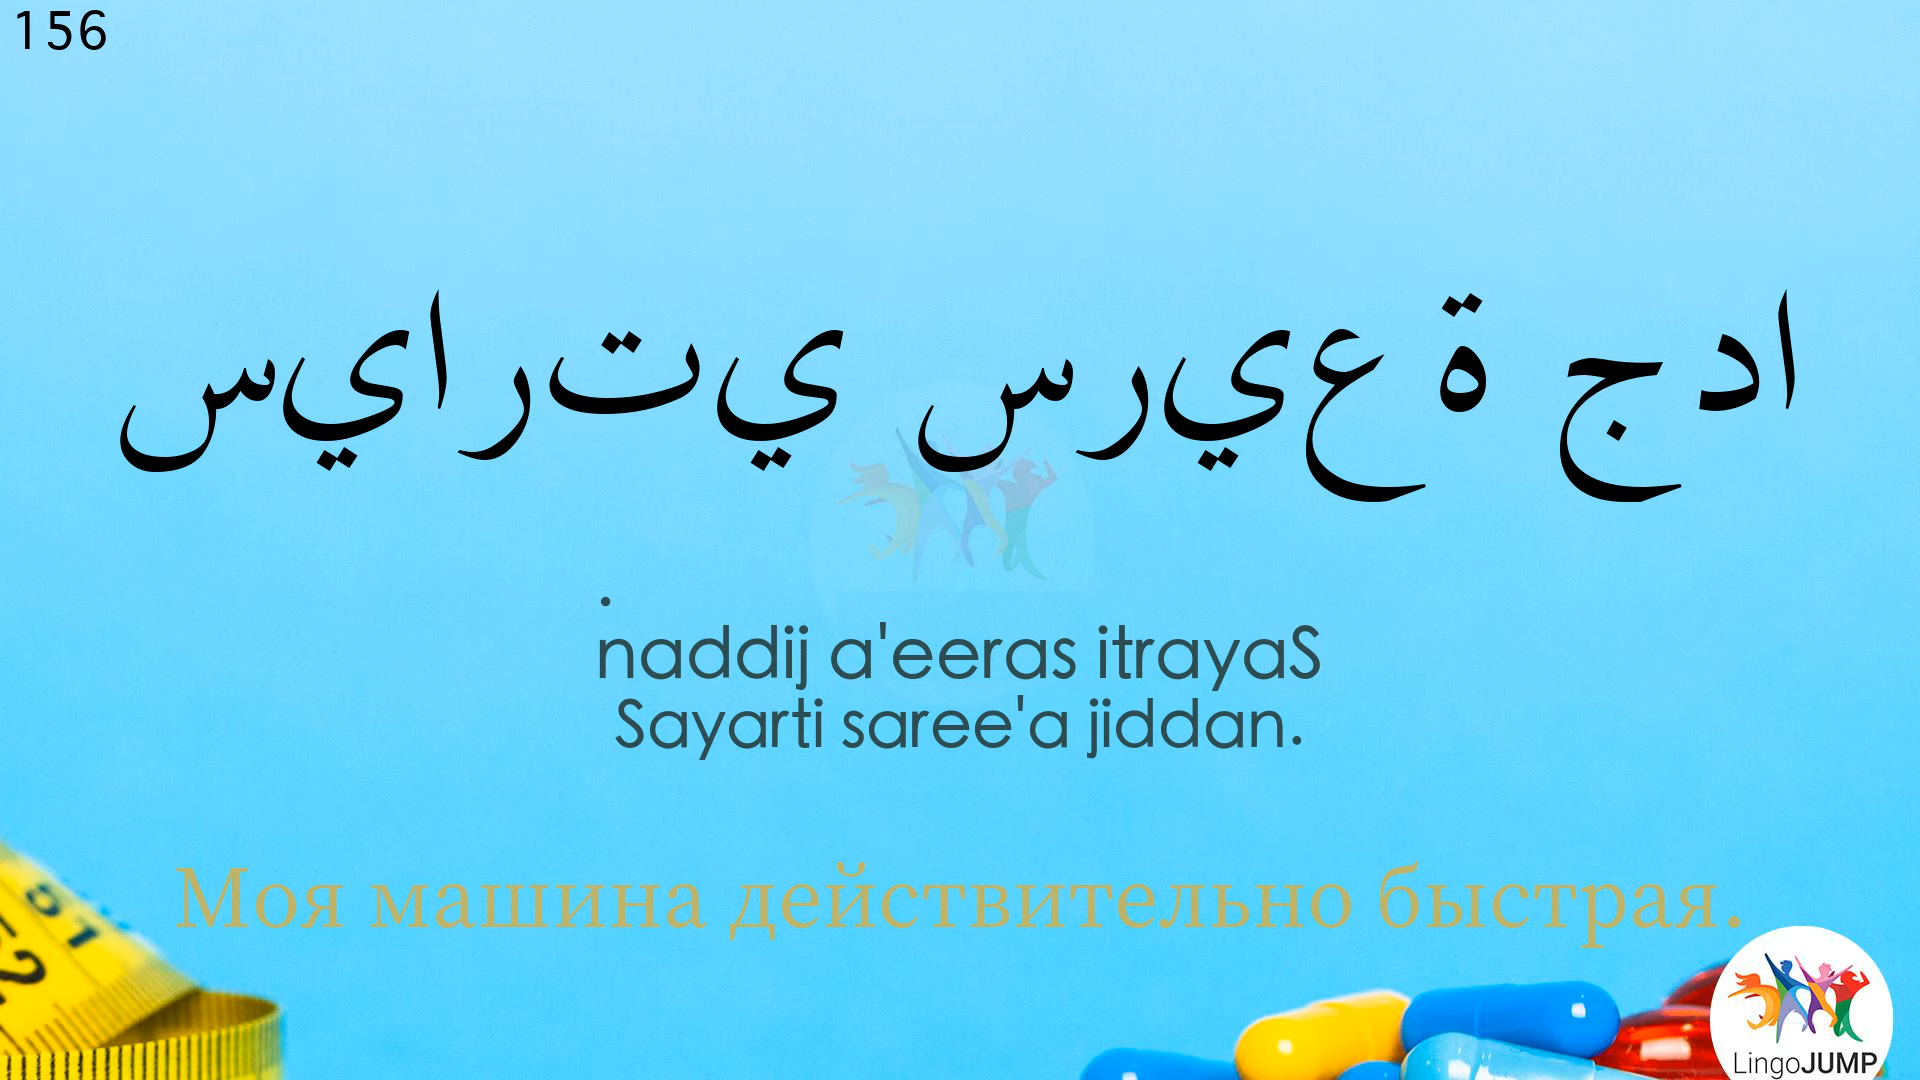 156
سيارتي سريعة جدا
.
naddij a'eeras itrayaS
Sayarti saree'a jiddan.
Моя машина действительно быстрая.
LingoJUMP